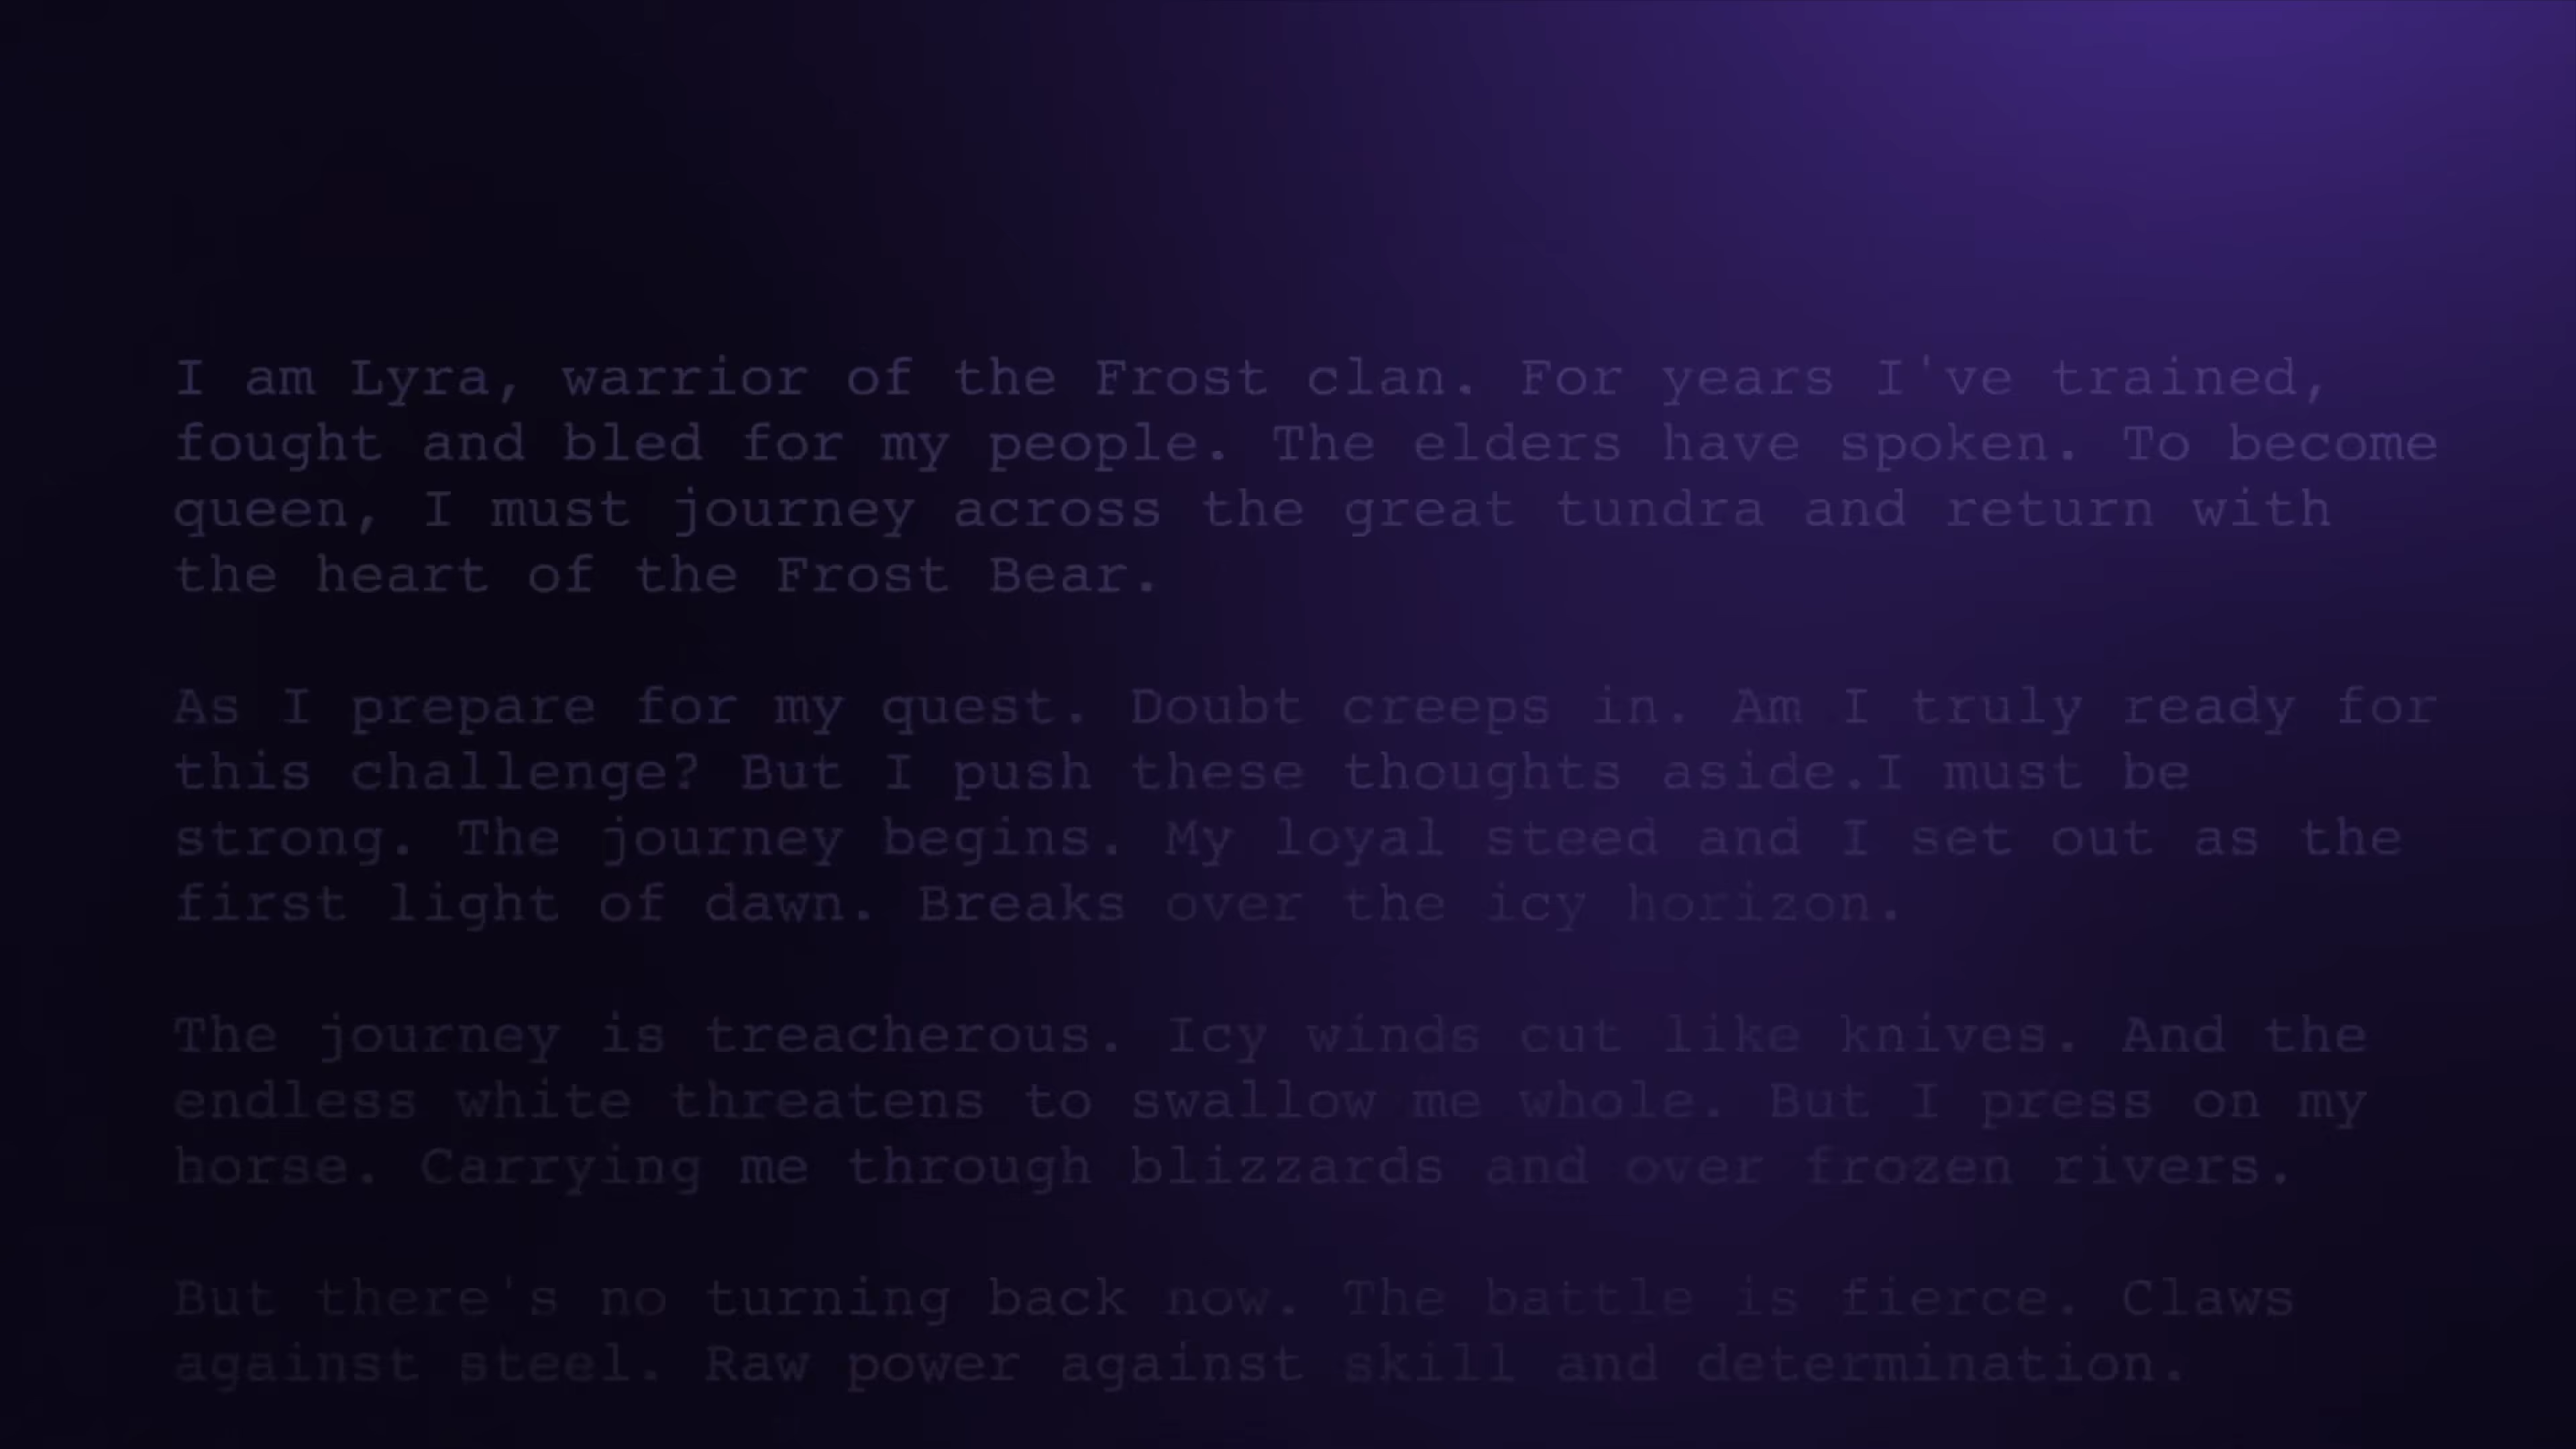 I am Lyra, warrior of the Frost clan. For years I've trained,
fought and bled for my people. The elders have spoken. To become
queen, I must journey across the great tundra and return with
the heart of the Frost Bear.
As I prepare for my quest. Doubt creeps in. Am I truly ready for
this challenge? But I push these thoughts aside.I must be
strong. The journey begins. My loyal steed and I set out as the
first light of dawn. Breaks over the icy horizon.
The journey is treacherous. Icy winds cut like knives. And the
endless white threatens to swallow me whole. But I press on my
horse. Carrying me through blizzards and over frozen rivers.
But there's no turning back now. The battle is fierce. Claws
against steel. Raw power against skill and determination.